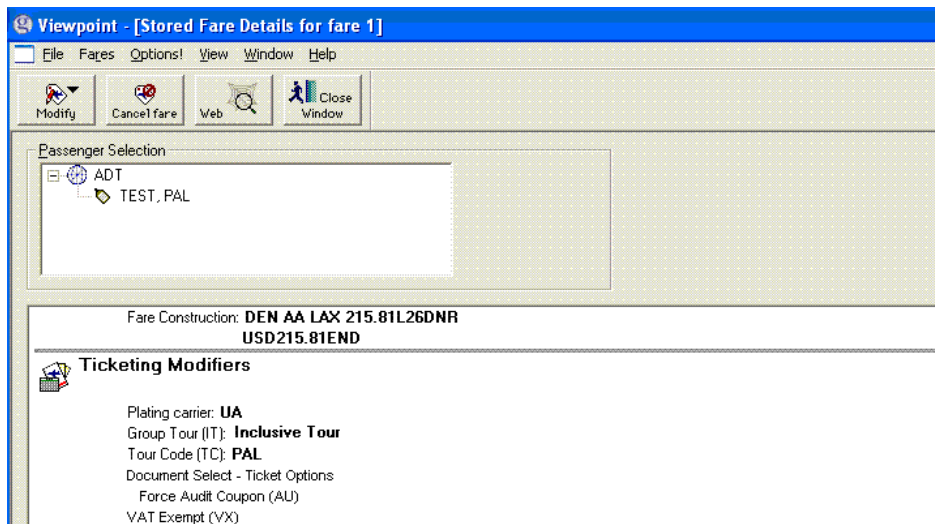 Viewpoint - [Stored Fare Details for fare 1]
File Fares Options! View Window Help
Modify
Cancel fare
Web
Close
Window
Passenger Selection
ADT
TEST, PAL
Fare Construction: DEN AA LAX 215.81L26DNR
USD215.81END
Ticketing Modifiers
Plating carrier: UA
Group Tour (IT): Inclusive Tour
Tour Code (TC): PAL
Document Select - Ticket Options
Force Audit Coupon (AU)
VAT Exempt (VX)